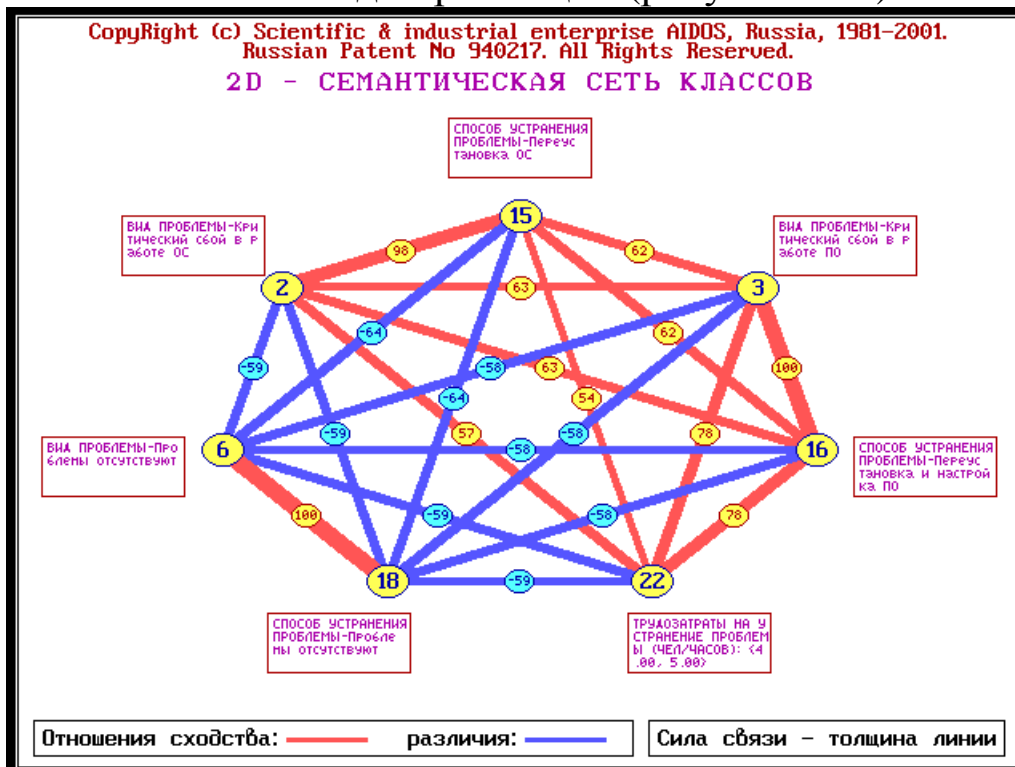 CopyRight (c) Scientific & industrial enterprise AIDOS, Russia, 1981-2001.
Russian Patent No 940217. All Rights Reserved.
2D - СЕМАНТИЧЕСКАЯ СЕТЬ КЛАССОВ
СПОСОБ УСТРАНЕНИЯ
ПРОБЛЕМЫ-Переус
тановка ОС
15
ВИД ПРОБЛЕМЫ-Кри
тический сбой в р
аботе ОС
ВИД ПРОБЛЕМЫ-Кри
тический сбой в р
аботе ПО
98
62
2
63
3
-64
62
-59
-58
63
100
-64
54
-59
57
-58
78
ВИД ПРОБЛЕМЫ-Про
блемы отсутствуют
6
-58
16
СПОСОБ УСТРАНЕНИЯ
ПРОБЛЕМЫ-Переус
тановка и настрой
ка ПО
100
-59
-58
78
18
-59
22
СПОСОБ УСТРАНЕНИЯ
ПРОБЛЕМЫ-Пробле
мы отсутствуют
ТРУДОЗАТРАТЫ НА У
СТРАНЕНИЕ ПРОБЛЕМ
Ы (ЧЕЛ/ЧАСОВ): {4
.00, 5.00}
Отношения сходства: различия:
Сила связи - толщина линии